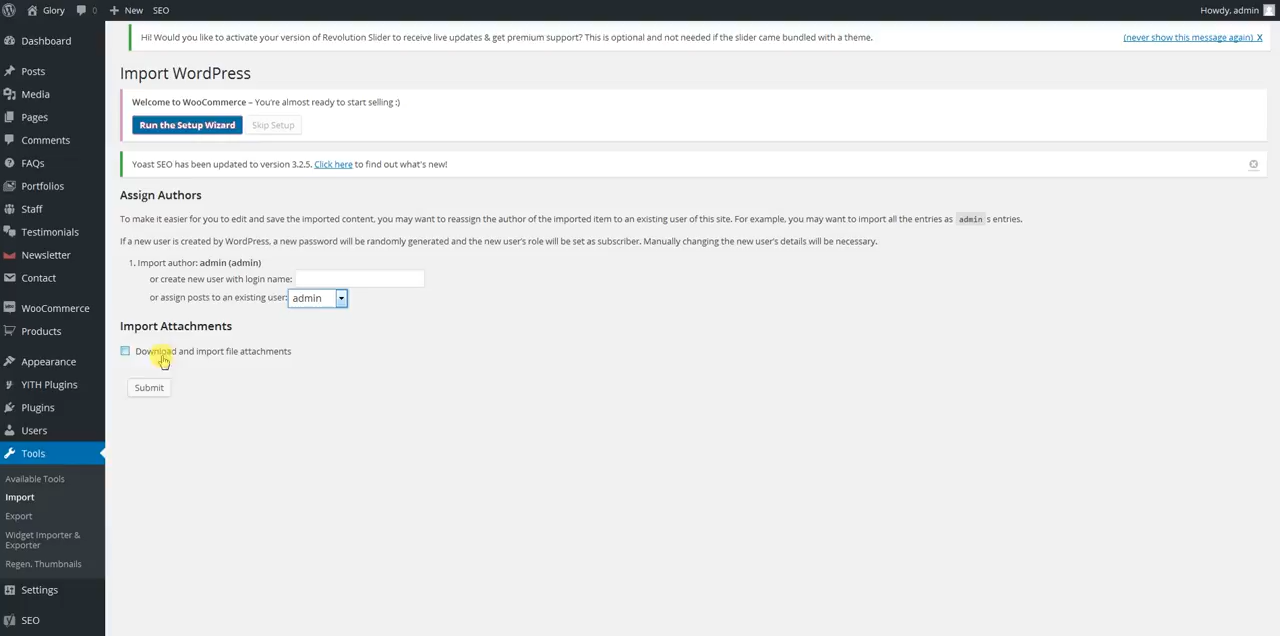 Glory 0 New SEO Howdy, admin
Hi! Would you like to activate your version of Revolution Slider to receive live updates & get premium support? This is optional and not needed if the slider came bundled with a theme. (never show this message again) X
Dashboard
Posts
Media
Pages
Comments
FAQs
Portfolios
Staff
Testimonials
Newsletter
Contact
WooCommerce
Products
Appearance
YITH Plugins
Plugins
Users
Tools
Available Tools
Import
Export
Widget Importer &
Exporter
Regen. Thumbnails
Settings
SEO
Import WordPress
Welcome to WooCommerce – You're almost ready to start selling :)
Run the Setup Wizard Skip Setup
Yoast SEO has been updated to version 3.2.5. Click here to find out what's new!
Assign Authors
To make it easier for you to edit and save the imported content, you may want to reassign the author of the imported item to an existing user of this site. For example, you may want to import all the entries as admin s entries.
If a new user is created by WordPress, a new password will be randomly generated and the new user's role will be set as subscriber. Manually changing the new user's details will be necessary.
1. Import author: admin (admin)
or create new user with login name:
or assign posts to an existing user: admin
Import Attachments
Download and import file attachments
Submit